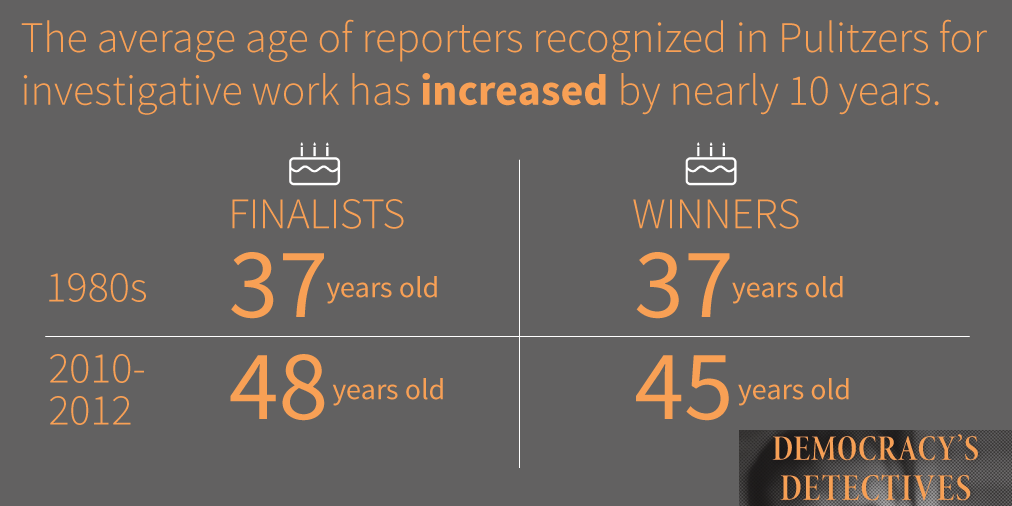 The average age of reporters recognized in Pulitzers for
investigative work has increased by nearly 10 years.
FINALISTS
WINNERS
1980s
37 years old
37 years old
2010-
2012
48 years old
45 years old
DEMOCRACY'S
DETECTIVES